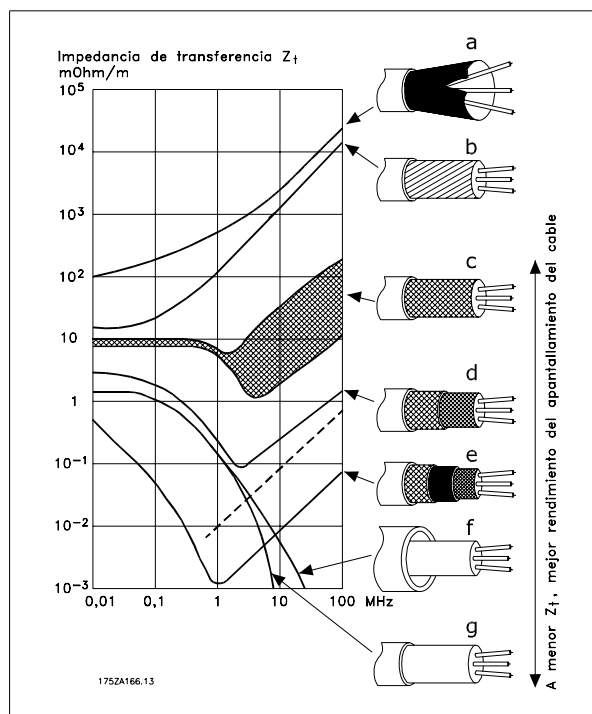 Impedancia de transferencia Zt
mOhm/m
10⁵
10⁴
10³
10²
10
1
10⁻¹
10⁻²
10⁻³
0,01 0,1 1 10 100 MHz
a
b
c
d
e
f
g
A menor Zt, mejor rendimiento del apantallamiento del cable
175ZA166.13